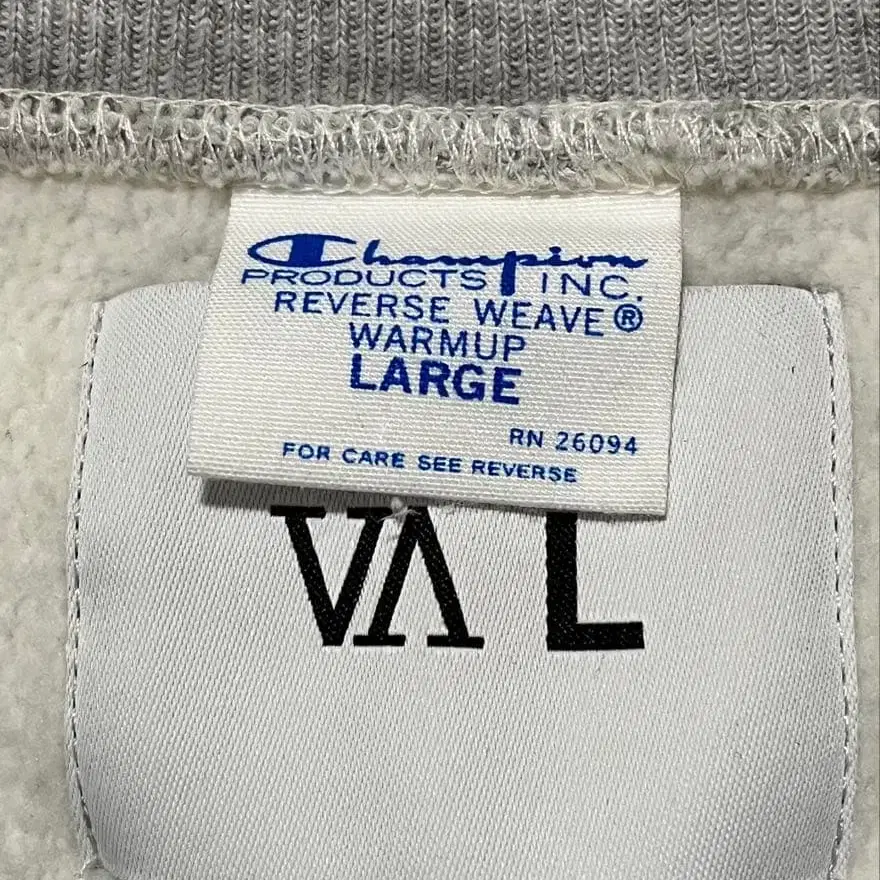 Champion
PRODUCTS INC.
REVERSE WEAVE®
WARMUP
LARGE
RN 26094
FOR CARE SEE REVERSE
VA L